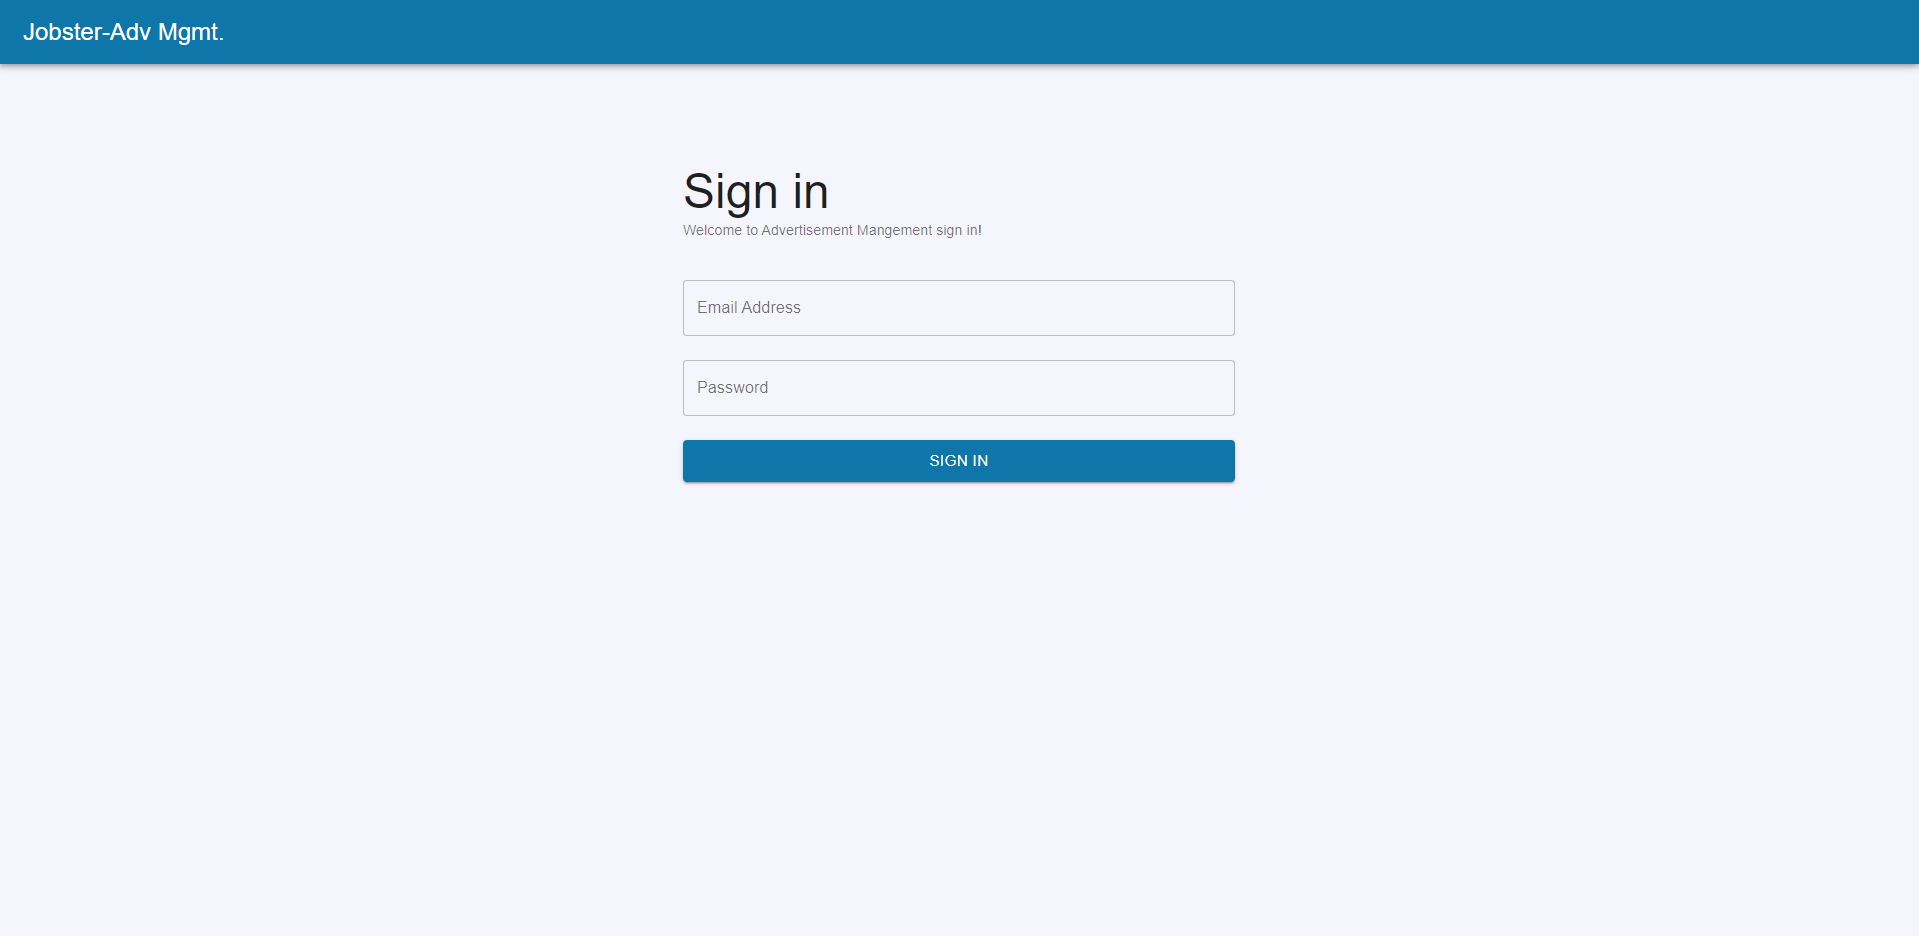 Jobster-Adv Mgmt.
Sign in
Welcome to Advertisement Mangement sign in!
Email Address
Password
SIGN IN